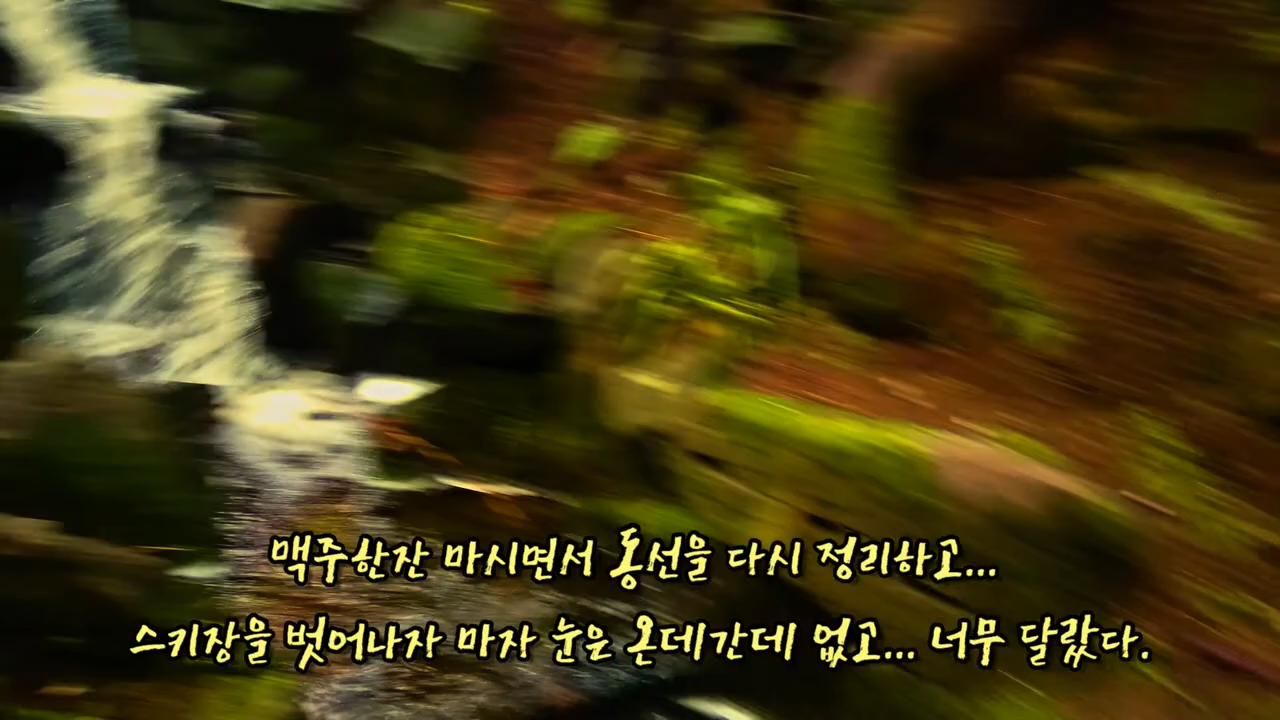 맥주한잔 마시면서 동선을 다시 정리하고...
스키장을 벗어나자 마자 눈은 온데간데 없고... 너무 달랐다.